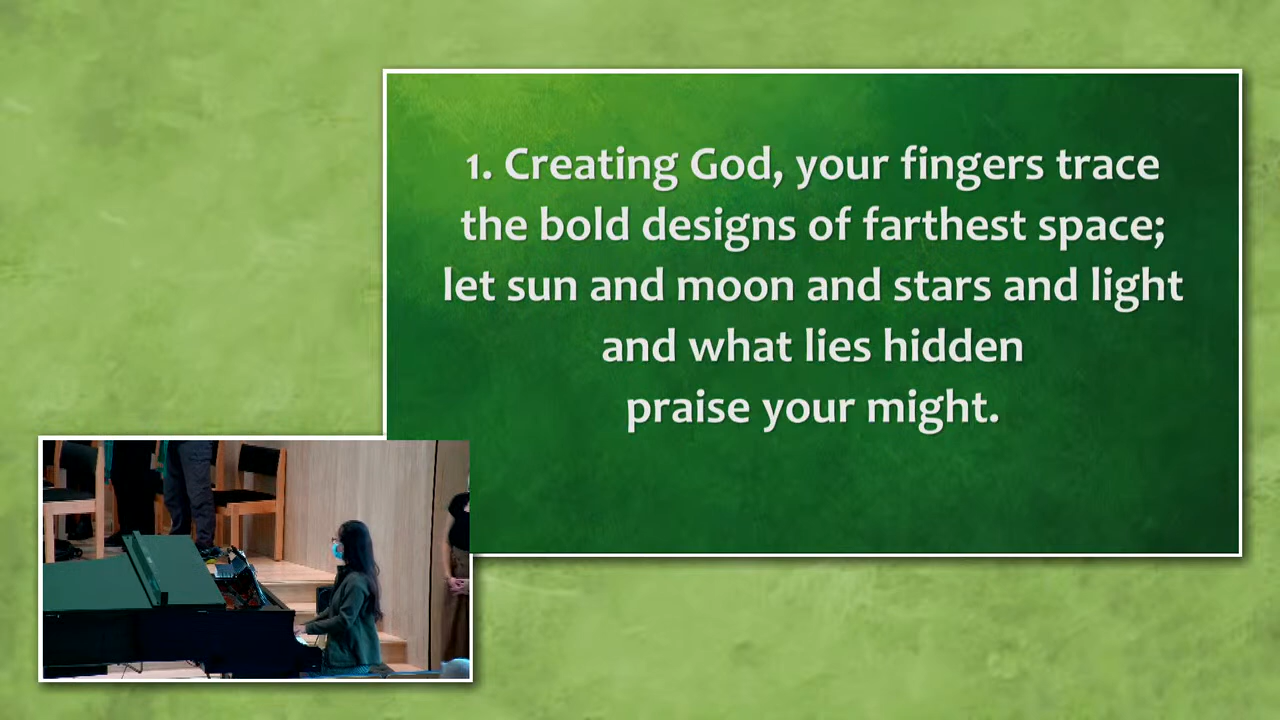 1. Creating God, your fingers trace
the bold designs of farthest space;
let sun and moon and stars and light
and what lies hidden
praise your might.